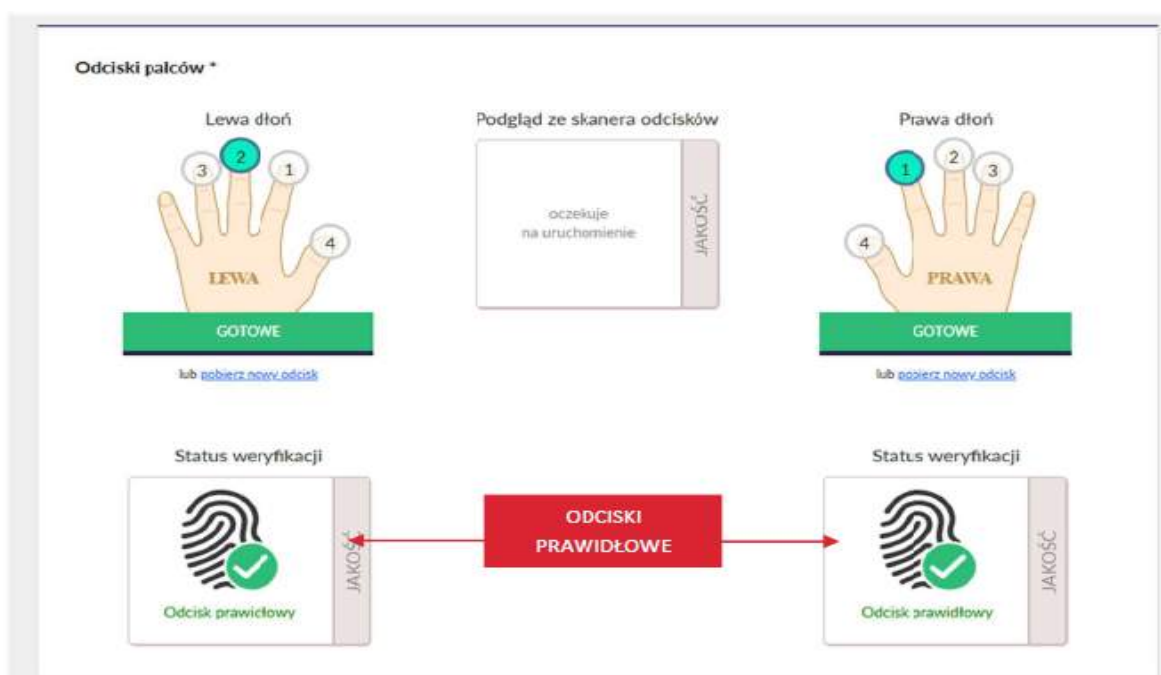 Odciski palców *
Lewa dłoń
3 2 1
4
LEWA
GOTOWE
lub pobierz nowy odcisk
Podgląd ze skanera odcisków
oczekuje
na uruchomienie
JAKOŚĆ
Prawa dłoń
1 2 3
4
PRAWA
GOTOWE
lub pobierz nowy odcisk
Status weryfikacji
Odcisk prawidłowy
JAKOŚĆ
ODCISKI
PRAWIDŁOWE
Status weryfikacji
Odcisk prawidłowy
JAKOŚĆ